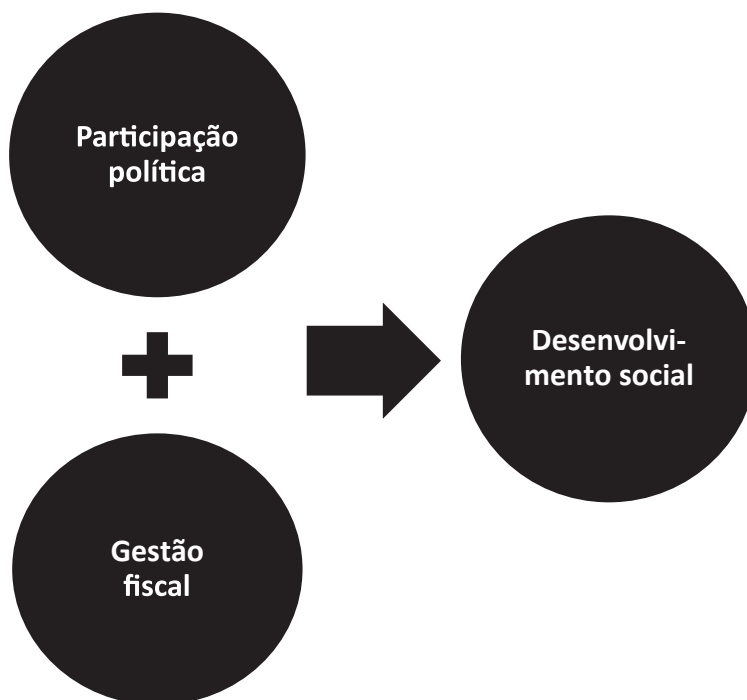 Participação
política
Desenvolvi-
mento social
Gestão
fiscal